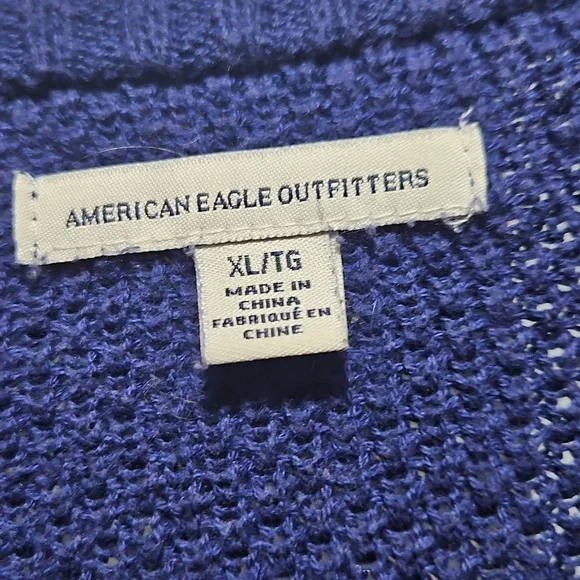 AMERICAN EAGLE OUTFITTERS
XL/TG
MADE IN
CHINA
FABRIQUÉ EN
CHINE